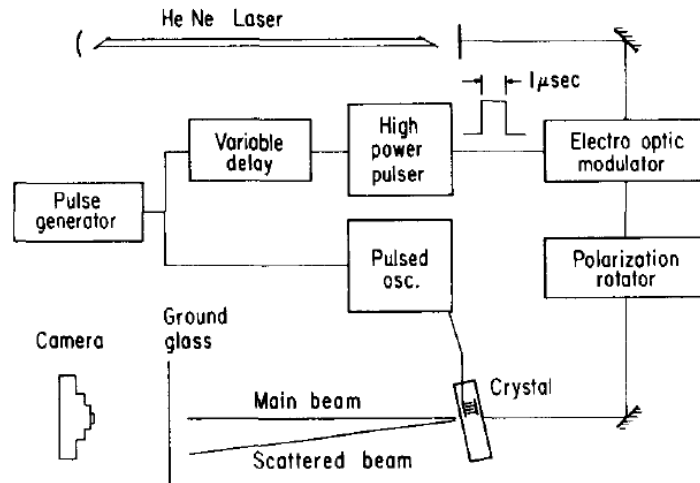 He Ne Laser
1μsec
Variable
delay
High
power
pulser
Electro optic
modulator
Pulse
generator
Pulsed
osc.
Polarization
rotator
Ground
glass
Camera
Crystal
Main beam
Scattered beam